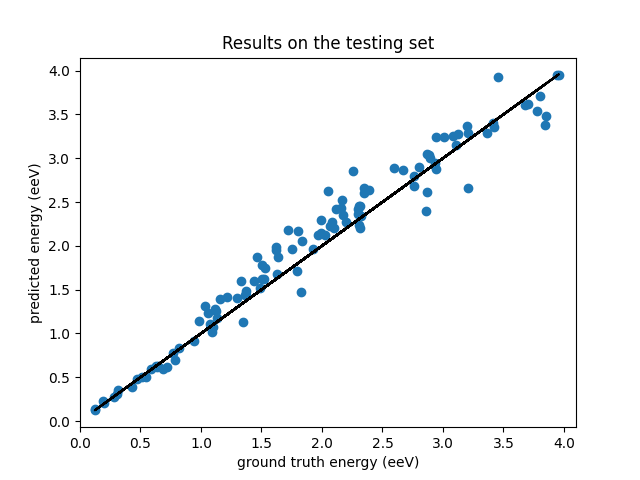 Results on the testing set
predicted energy (eeV)
4.0
3.5
3.0
2.5
2.0
1.5
1.0
0.5
0.0
0.0 0.5 1.0 1.5 2.0 2.5 3.0 3.5 4.0
ground truth energy (eeV)